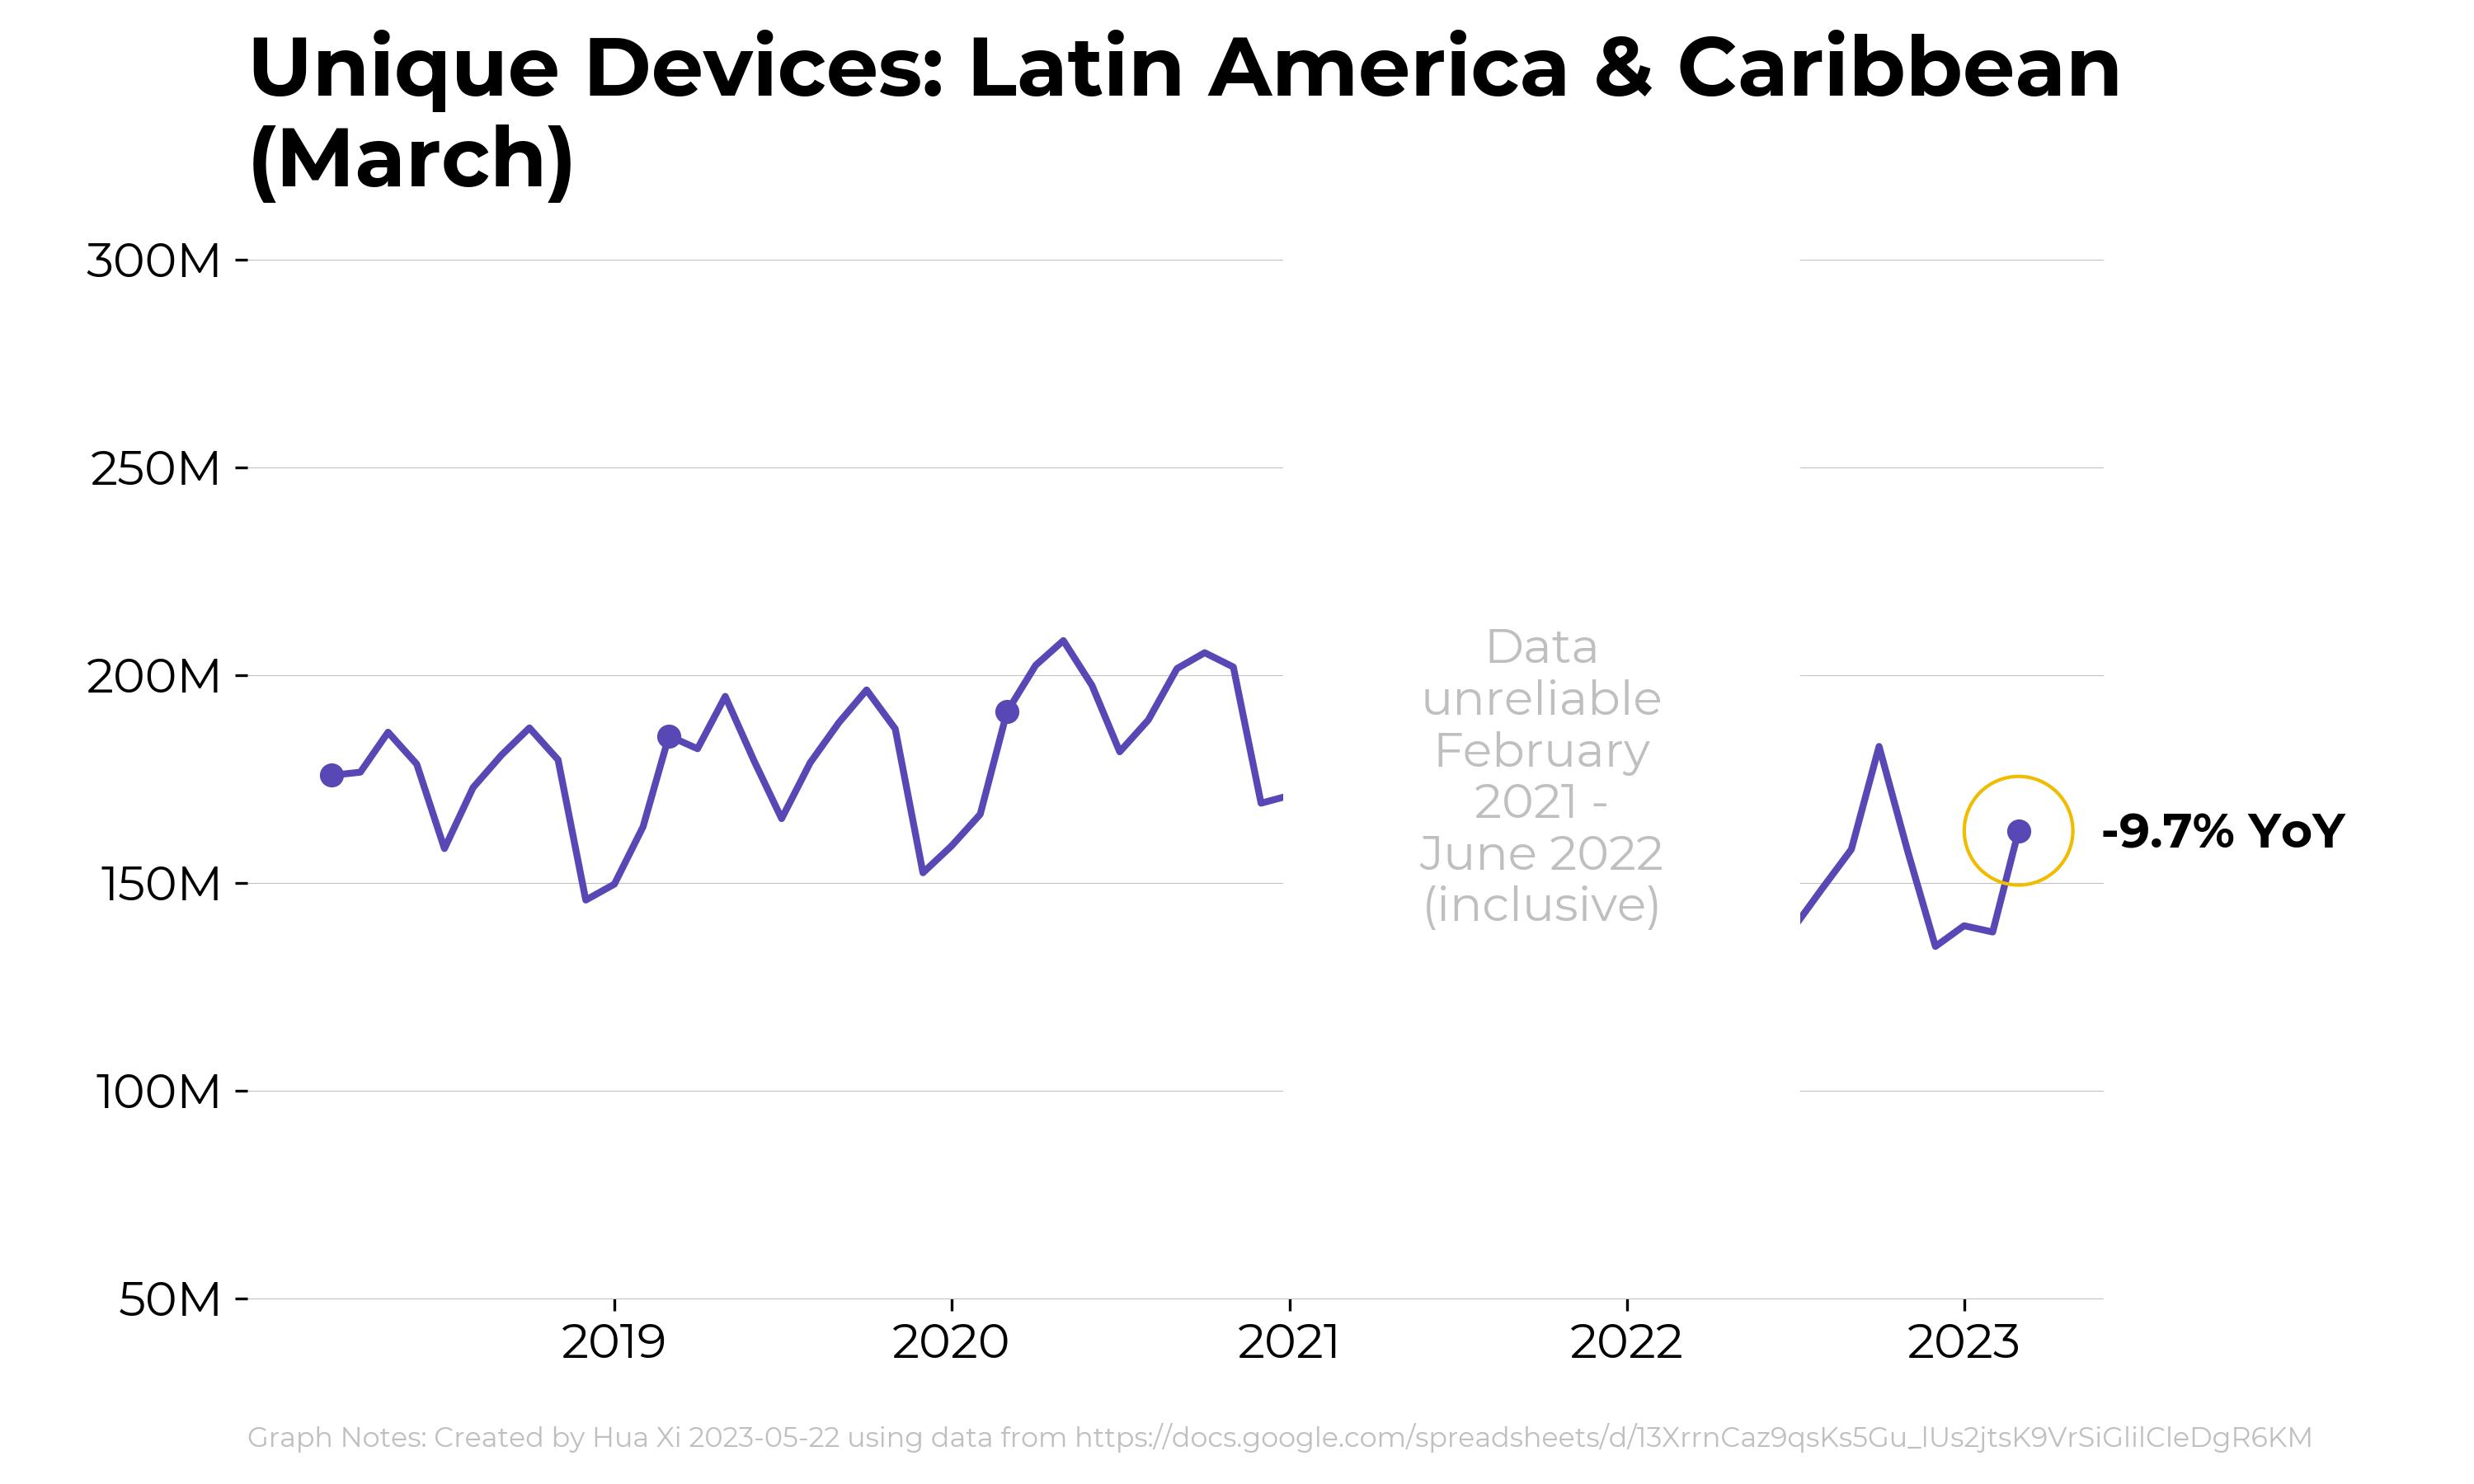 Unique Devices: Latin America & Caribbean
(March)
300M
250M
200M
150M
100M
50M
Data
unreliable
February
2021 -
June 2022
(inclusive)
-9.7% YoY
2019
2020
2021
2022
2023
Graph Notes: Created by Hua Xi 2023-05-22 using data from https://docs.google.com/spreadsheets/d/13XrrnCaz9qsKs5Gu_lUs2jtsK9VrSiGlilCleDgR6KM